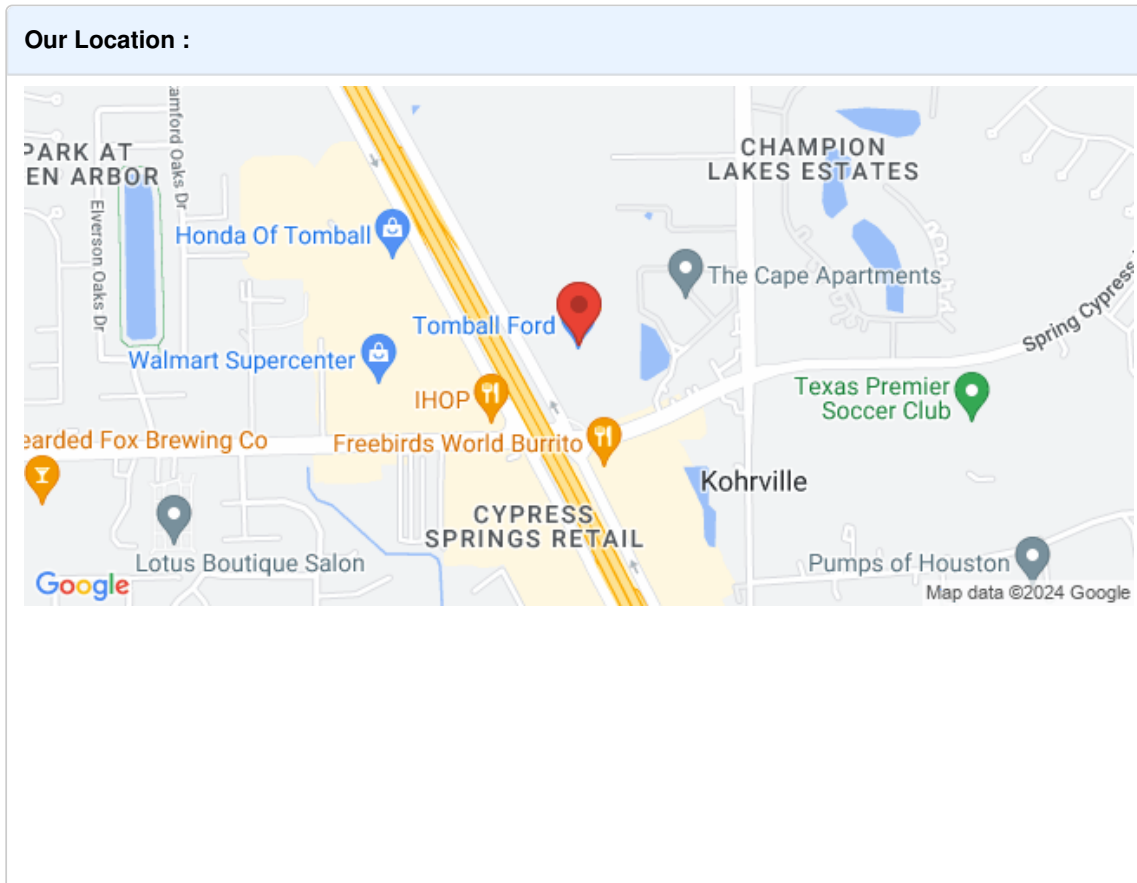 Our Location :
PARK AT
EN ARBOR
amford Oaks Dr
Elverson Oaks Dr
Honda Of Tomball
CHAMPION
LAKES ESTATES
The Cape Apartments
Tomball Ford
Spring Cypress
Walmart Supercenter
IHOP
Texas Premier
Soccer Club
earded Fox Brewing Co
Freebirds World Burrito
Kohrville
CYPRESS
SPRINGS RETAIL
Lotus Boutique Salon
Pumps of Houston
Google
Map data ©2024 Google